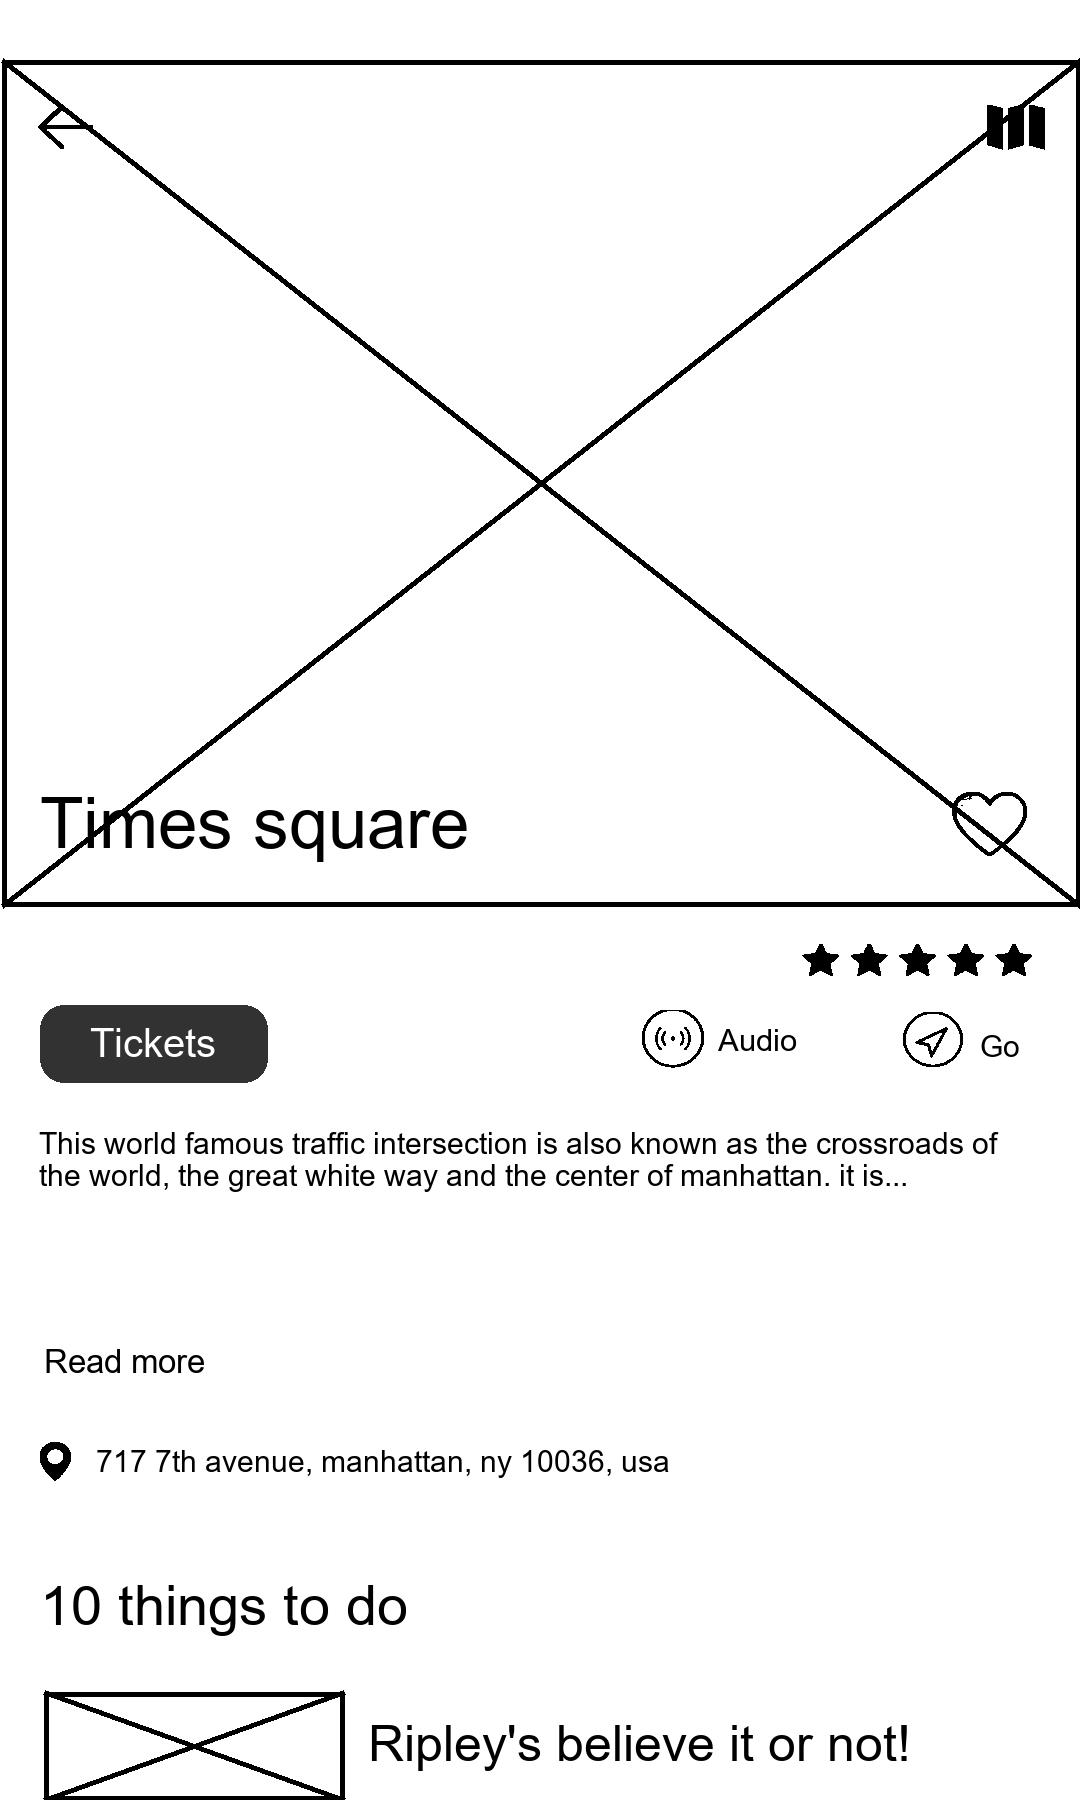 Times square
Tickets
Audio
Go
This world famous traffic intersection is also known as the crossroads of
the world, the great white way and the center of manhattan. it is...
Read more
717 7th avenue, manhattan, ny 10036, usa
10 things to do
Ripley's believe it or not!